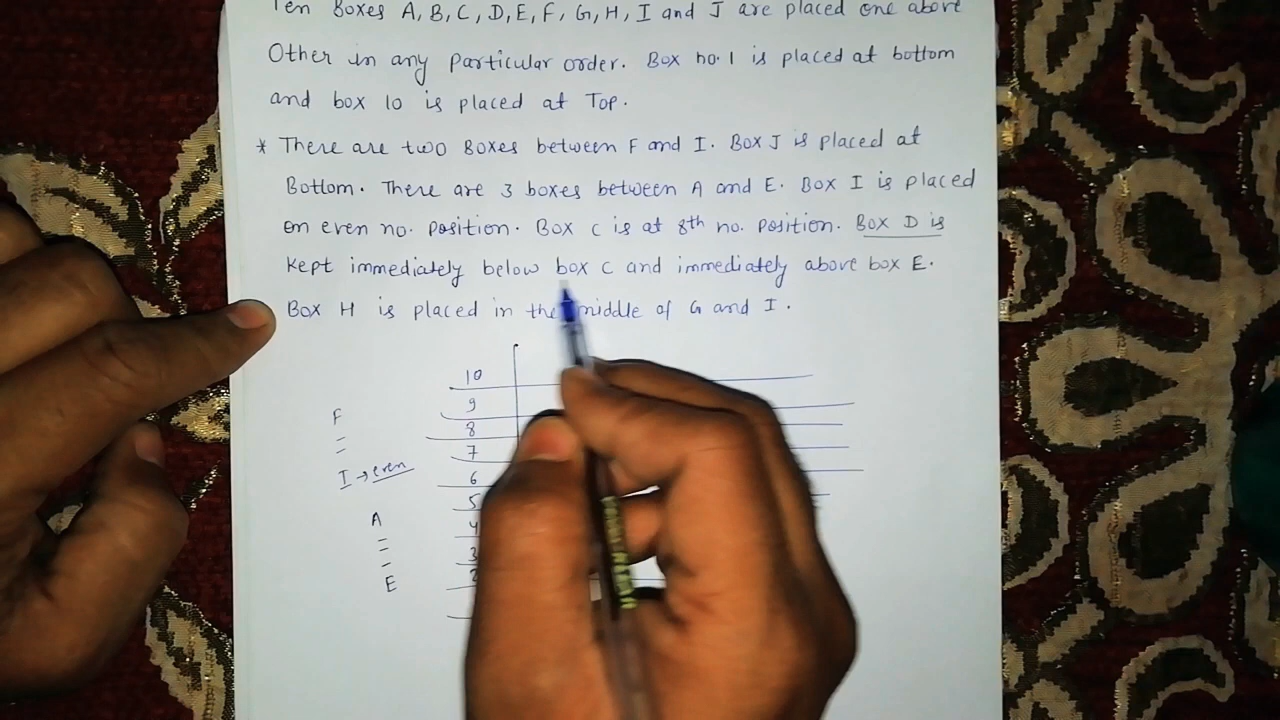 Ten Boxes A, B, C, D, E, F, G, H, I and J are placed one above
Other in any particular order. Box no. 1 is placed at bottom
and box 10 is placed at Top.
* There are two Boxes between F and I. Box J is placed at
Bottom. There are 3 boxes between A and E. Box I is placed
on even no. position. Box C is at 8th no. position. Box D is
kept immediately below box C and immediately above box E.
Box H is placed in the middle of G and I.
10
9
8
7
6
5
4
3
2
F
–
–
I → even
A
–
–
–
E